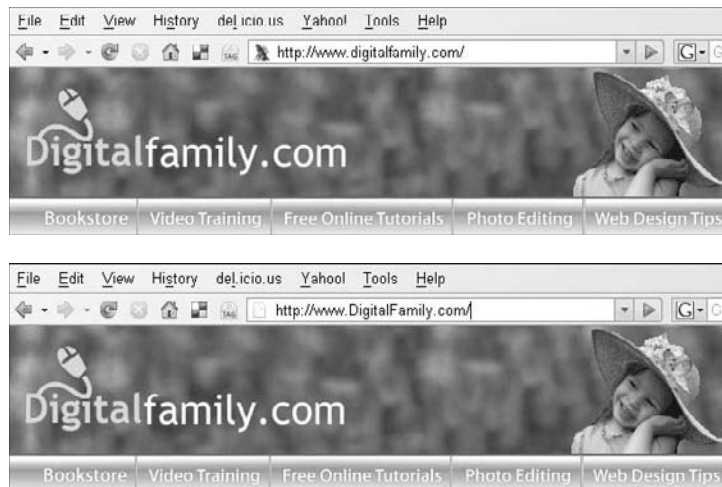 File Edit View History del.icio.us Yahoo! Tools Help
TAG http://www.digitalfamily.com/ G
Digitalfamily.com
Bookstore Video Training Free Online Tutorials Photo Editing Web Design Tips
File Edit View History del.icio.us Yahoo! Tools Help
TAG http://www.DigitalFamily.com/ G
Digitalfamily.com
Bookstore Video Training Free Online Tutorials Photo Editing Web Design Tips